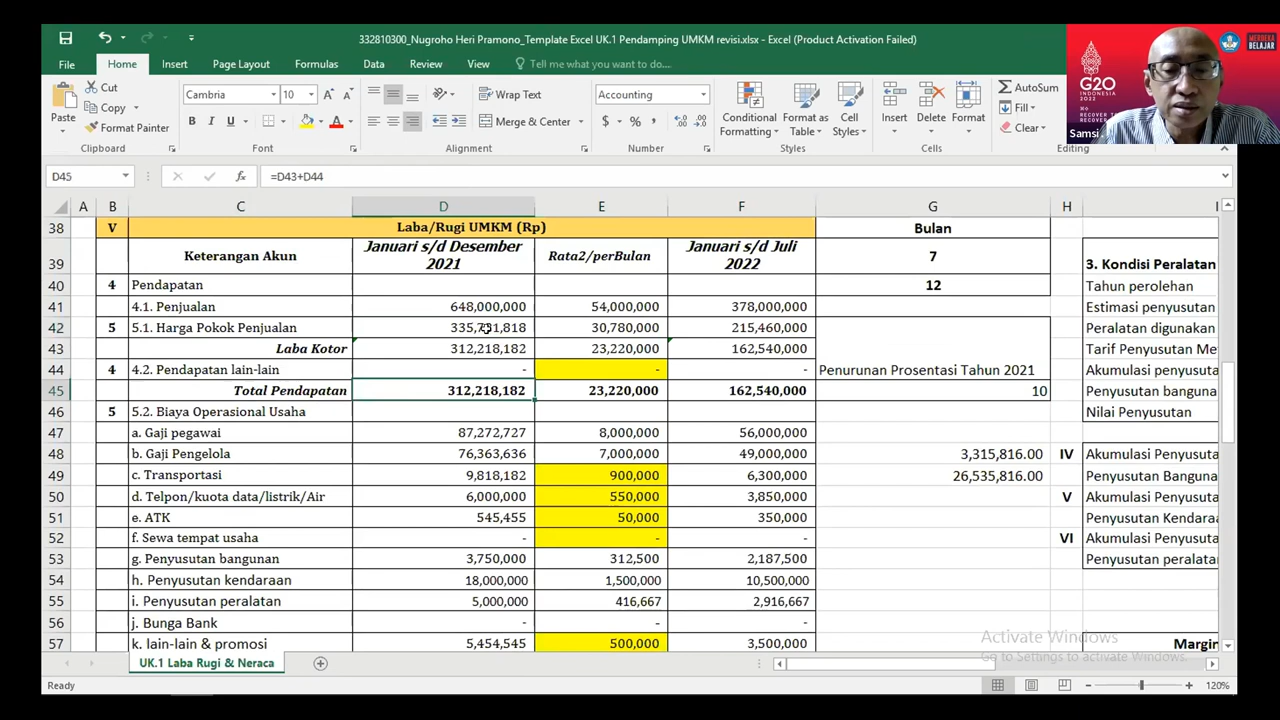 332810300_Nugroho Heri Pramono_Template Excel UK.1 Pendamping UMKM revisi.xlsx - Excel (Product Activation Failed)
File Home Insert Page Layout Formulas Data Review View Tell me what you want to do...
Paste Cut Copy Format Painter
Clipboard
Cambria 10
B I U A
Font
Wrap Text
Merge & Center
Alignment
Accounting
$ %
Number
Conditional Formatting Format as Table Cell Styles
Styles
Insert Delete Format
Cells
AutoSum
Fill
Clear
Editing
G20
INDONESIA
2022
MERDEKA
BELAJAR
D45 fx =D43+D44
A B C D E F G H I
38 V Laba/Rugi UMKM (Rp) Bulan
39 Keterangan Akun Januari s/d Desember 2021 Rata2/perBulan Januari s/d Juli 2022 7 3. Kondisi Peralatan
40 4 Pendapatan 12 Tahun perolehan
41 4.1. Penjualan 648,000,000 54,000,000 378,000,000 Estimasi penyusutan
42 5 5.1. Harga Pokok Penjualan 30,780,000 215,460,000 Peralatan digunakan
43 Laba Kotor 312,218,182 23,220,000 162,540,000 Tarif Penyusutan Me
44 4 4.2. Pendapatan lain-lain - - - Penurunan Prosentasi Tahun 2021 Akumulasi penyusuta
45 Total Pendapatan 312,218,182 23,220,000 162,540,000 10 Penyusutan banguna
46 5 5.2. Biaya Operasional Usaha Nilai Penyusutan
47 a. Gaji pegawai 87,272,727 8,000,000 56,000,000
48 b. Gaji Pengelola 76,363,636 7,000,000 49,000,000 3,315,816.00 IV Akumulasi Penyusuta
49 c. Transportasi 9,818,182 900,000 6,300,000 26,535,816.00 Penyusutan Banguna
50 d. Telpon/kuota data/listrik/Air 6,000,000 550,000 3,850,000 V Akumulasi Penyusuta
51 e. ATK 545,455 50,000 350,000 Penyusutan Kendaraa
52 f. Sewa tempat usaha - - - VI Akumulasi Penyusuta
53 g. Penyusutan bangunan 3,750,000 312,500 2,187,500 Penyusutan peralata
54 h. Penyusutan kendaraan 18,000,000 1,500,000 10,500,000
55 i. Penyusutan peralatan 5,000,000 416,667 2,916,667
56 j. Bunga Bank - - -
57 k. lain-lain & promosi 5,454,545 500,000 3,500,000 Margin
Activate Windows
Go to Settings to activate Windows.
UK.1 Laba Rugi & Neraca
Ready 120%